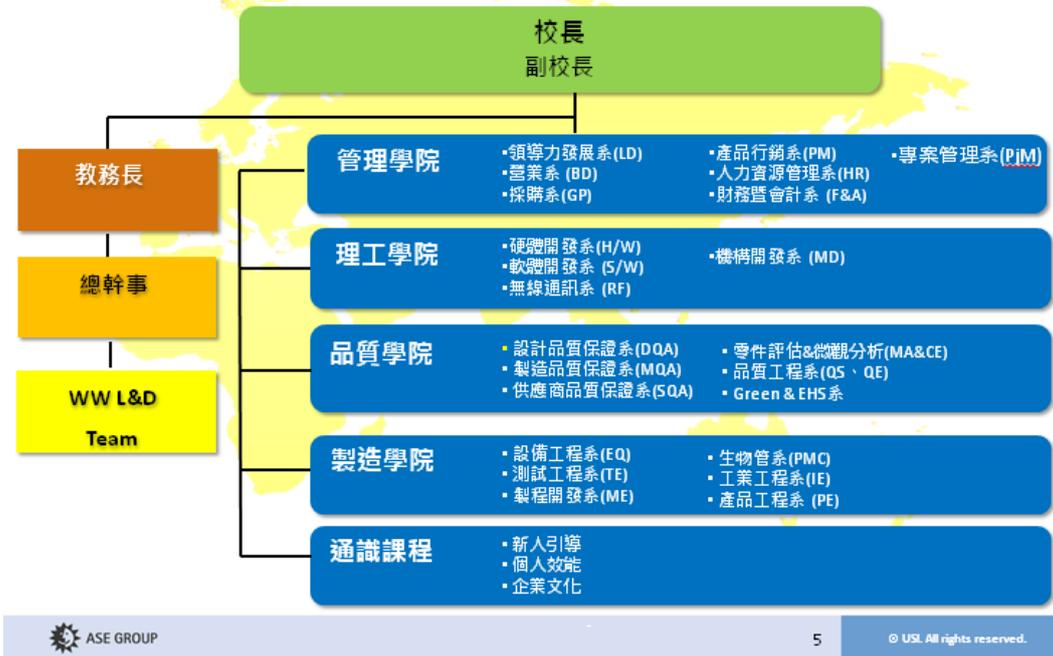 校長
副校長
教務長
總幹事
WW L&D
Team
管理學院
▪領導力發展系(LD)
▪營業系 (BD)
▪採購系(GP)
▪產品行銷系(PM)
▪人力資源管理系(HR)
▪財務暨會計系 (F&A)
▪專案管理系(PjM)
理工學院
▪硬體開發系(H/W)
▪軟體開發系 (S/W)
▪無線通訊系 (RF)
▪機構開發系 (MD)
品質學院
▪ 設計品質保證系(DQA)
▪ 製造品質保證系(MQA)
▪ 供應商品質保證系(SQA)
▪ 零件評估&微觀分析(MA&CE)
▪ 品質工程系(QS、QE)
▪ Green & EHS系
製造學院
▪ 設備工程系(EQ)
▪ 測試工程系(TE)
▪ 製程開發系(ME)
▪ 生物管系(PMC)
▪ 工業工程系(IE)
▪ 產品工程系 (PE)
通識課程
▪ 新人引導
▪ 個人效能
▪ 企業文化
ASE GROUP
5
© USI. All rights reserved.